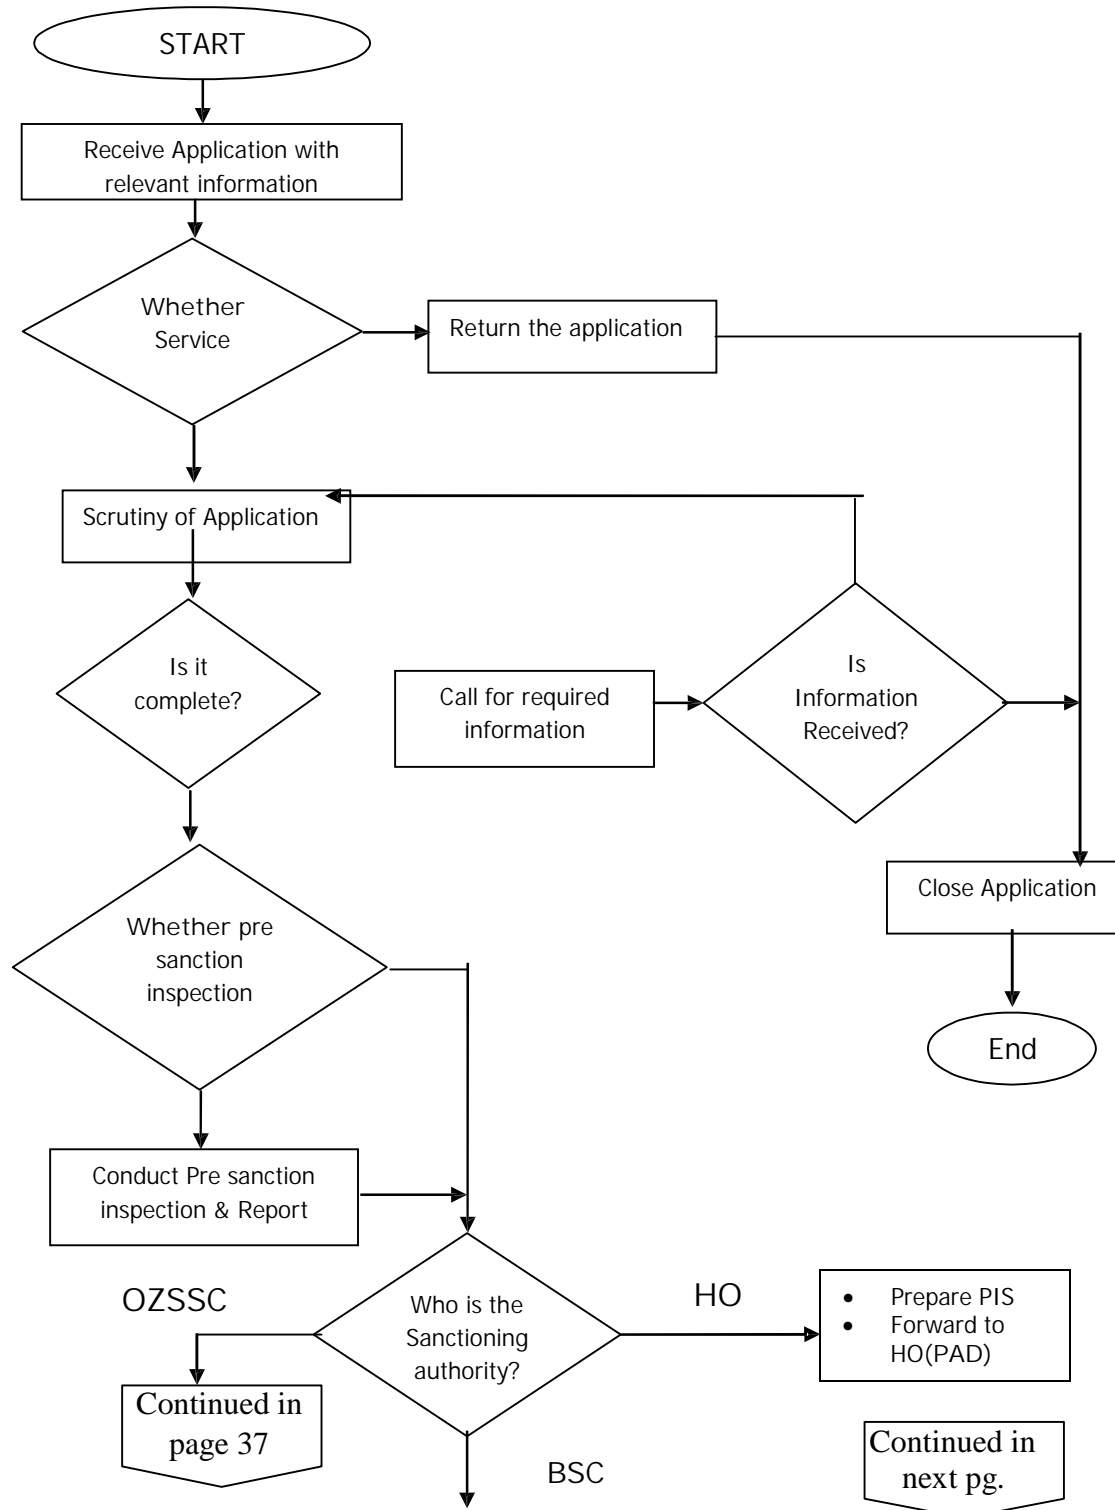 START
Receive Application with
relevant information
Whether
Service
Return the application
Scrutiny of Application
Is it
complete?
Call for required
information
Is
Information
Received?
Close Application
End
Whether pre
sanction
inspection
Conduct Pre sanction
inspection & Report
OZSSC
Who is the
Sanctioning
authority?
HO
• Prepare PIS
• Forward to
HO(PAD)
Continued in
page 37
BSC
Continued in
next pg.